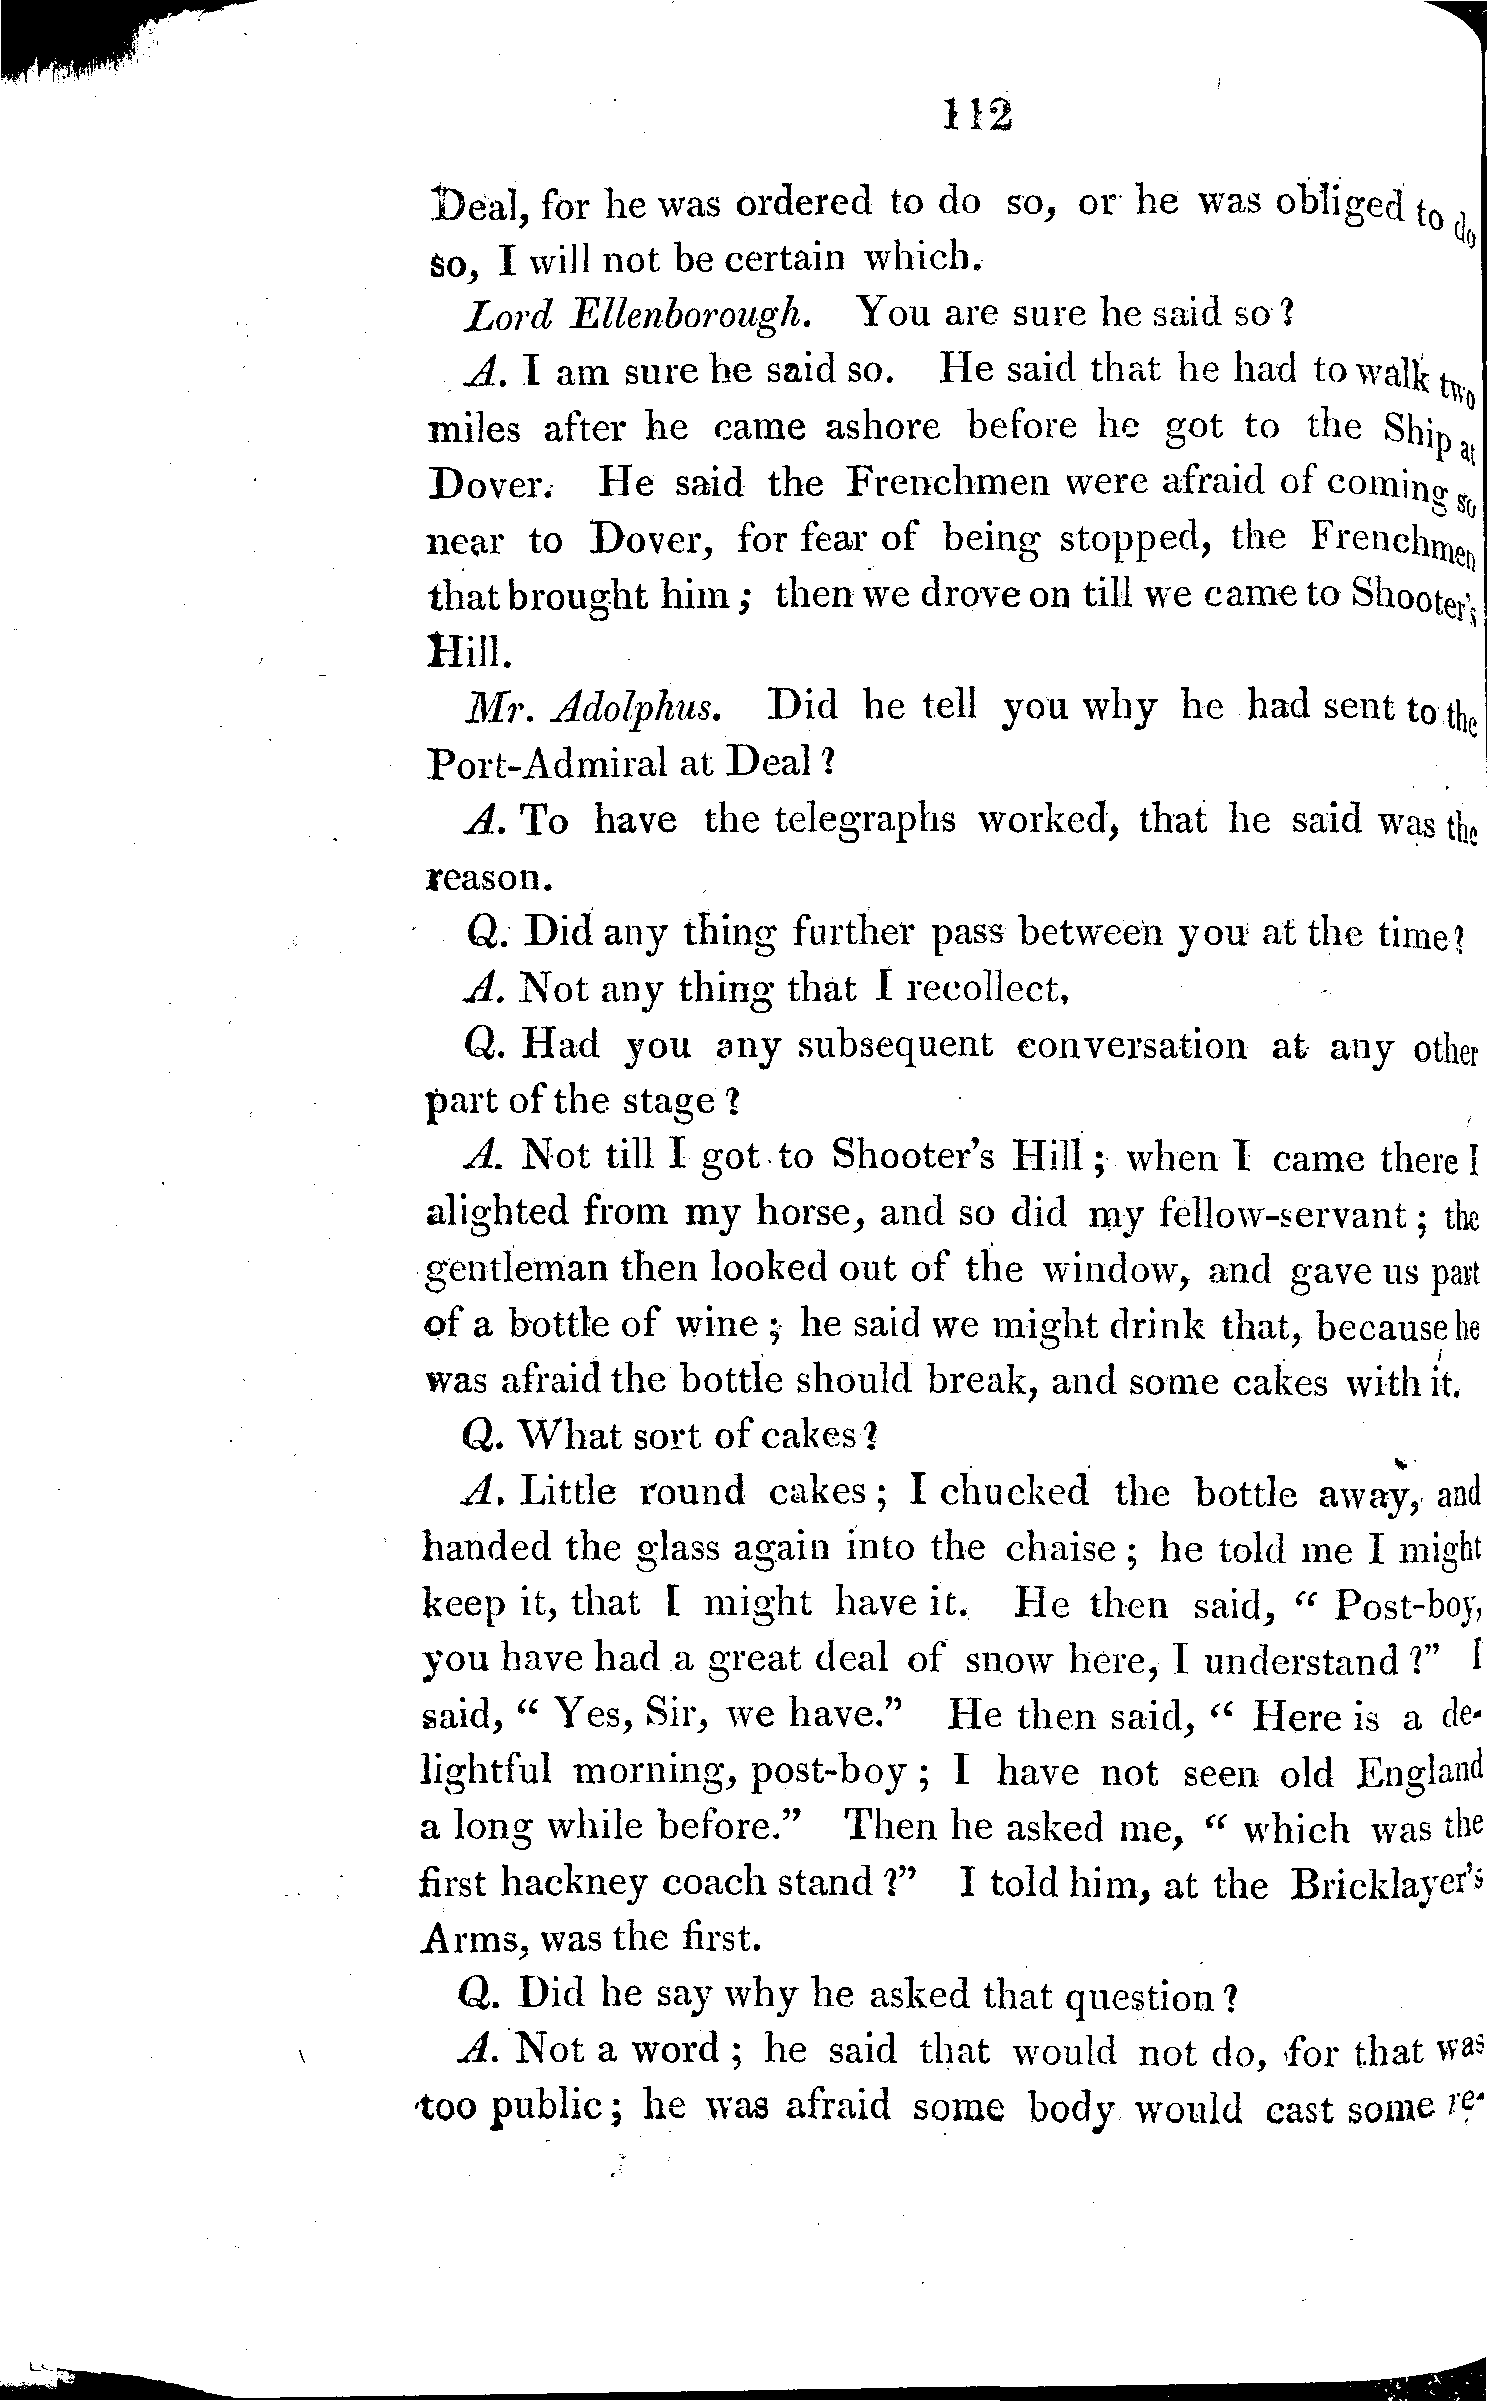 112
Deal, for he was ordered to do so, or he was obliged to do
so, I will not be certain which.
Lord Ellenborough. You are sure he said so?
A. I am sure he said so. He said that he had to walk two
miles after he came ashore before he got to the Ship at
Dover. He said the Frenchmen were afraid of coming so
near to Dover, for fear of being stopped, the Frenchmen
that brought him; then we drove on till we came to Shooter's
Hill.
Mr. Adolphus. Did he tell you why he had sent to the
Port-Admiral at Deal?
A. To have the telegraphs worked, that he said was the
reason.
Q. Did any thing further pass between you at the time?
A. Not any thing that I recollect.
Q. Had you any subsequent conversation at any other
part of the stage?
A. Not till I got to Shooter's Hill; when I came there I
alighted from my horse, and so did my fellow-servant; the
gentleman then looked out of the window, and gave us part
of a bottle of wine; he said we might drink that, because he
was afraid the bottle should break, and some cakes with it.
Q. What sort of cakes?
A. Little round cakes; I chucked the bottle away, and
handed the glass again into the chaise; he told me I might
keep it, that I might have it. He then said, "Post-boy,
you have had a great deal of snow here, I understand?" I
said, "Yes, Sir, we have." He then said, "Here is a de-
lightful morning, post-boy; I have not seen old England
a long while before." Then he asked me, "which was the
first hackney coach stand?" I told him, at the Bricklayer's
Arms, was the first.
Q. Did he say why he asked that question?
A. Not a word; he said that would not do, for that was
too public; he was afraid some body would cast some re-